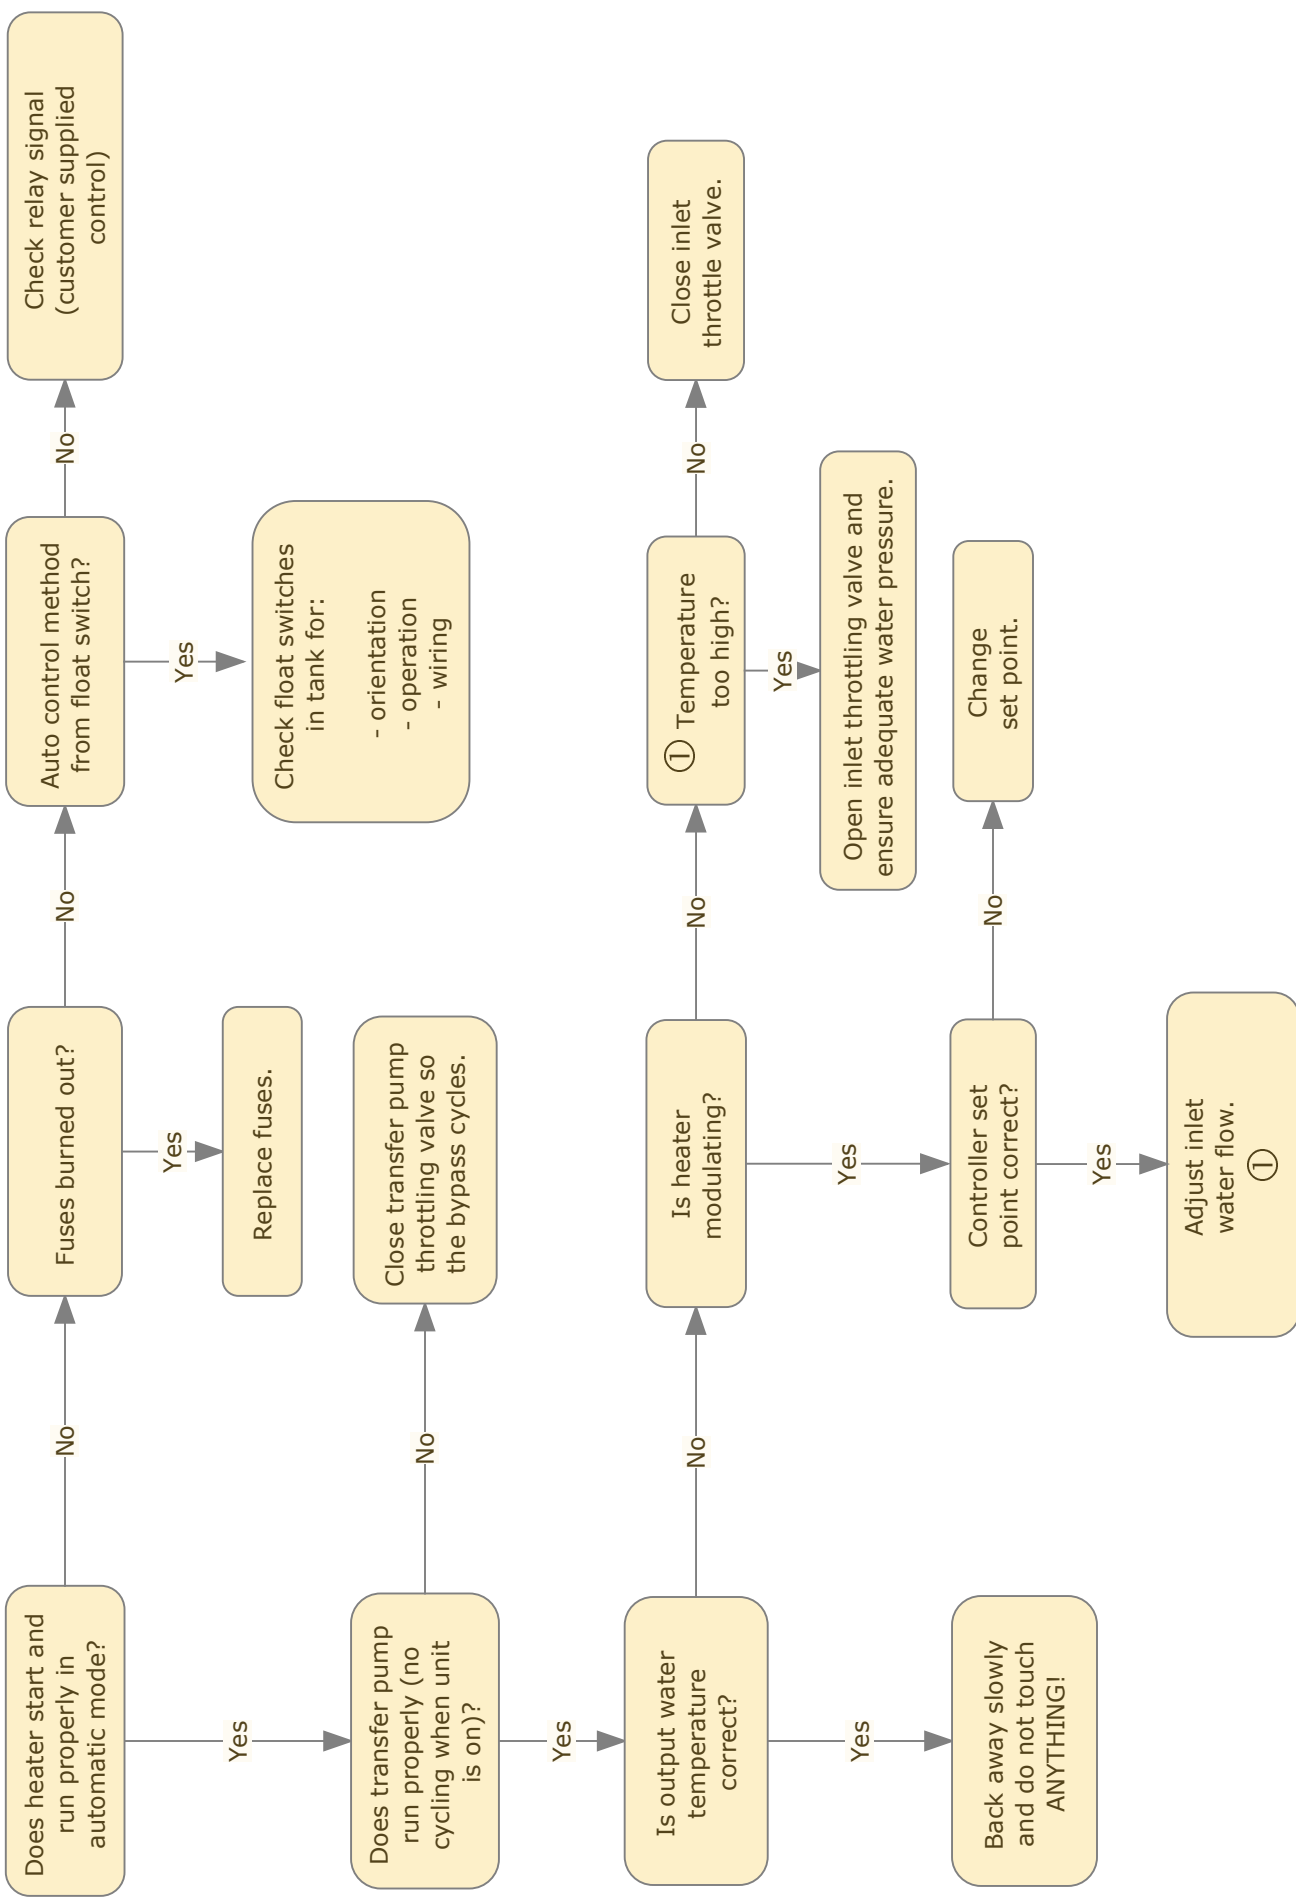 Does heater start and
run properly in
automatic mode?
No
Fuses burned out?
No
Auto control method
from float switch?
No
Check relay signal
(customer supplied
control)
Yes
Yes
Yes
Replace fuses.
Check float switches
in tank for:
- orientation
- operation
- wiring
Does transfer pump
run properly (no
cycling when unit
is on)?
No
Close transfer pump
throttling valve so
the bypass cycles.
Yes
Is output water
temperature
correct?
No
Is heater
modulating?
No
① Temperature
too high?
No
Close inlet
throttle valve.
Yes
Yes
Yes
Open inlet throttling valve and
ensure adequate water pressure.
Back away slowly
and do not touch
ANYTHING!
Controller set
point correct?
No
Change
set point.
Yes
Adjust inlet
water flow.
①